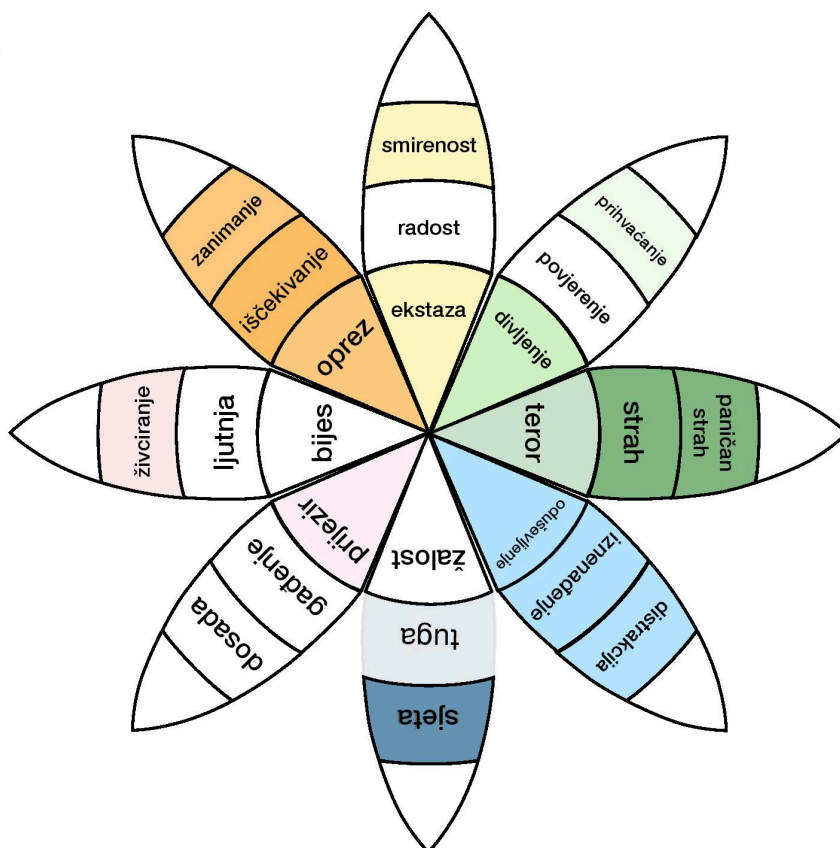 smirenost
radost
ekstaza
prihvaćanje
povjerenje
divljenje
paničan
strah
strah
teror
oduševljenje
iznenađenje
distrakcija
žalost
tuga
sjeta
prijezir
gađenje
dosada
bijes
ljutnja
živciranje
oprez
iščekivanje
zanimanje